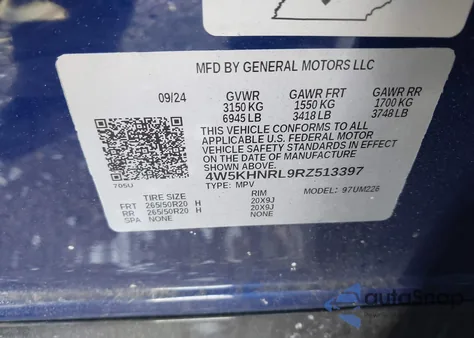 MFD BY GENERAL MOTORS LLC
09/24 GVWR GAWR FRT GAWR RR
3150 KG 1550 KG 1700 KG
6945 LB 3418 LB 3748 LB
THIS VEHICLE CONFORMS TO ALL
APPLICABLE U.S. FEDERAL MOTOR
VEHICLE SAFETY STANDARDS IN EFFECT
ON THE DATE OF MANUFACTURE
SHOWN ABOVE.
4W5KHNRL9RZ513397
TYPE: MPV MODEL: 97UM226
705U
TIRE SIZE RIM
FRT 265/50R20 H 20X9J
RR 265/50R20 H 20X9J
SPA NONE NONE
autoSnap